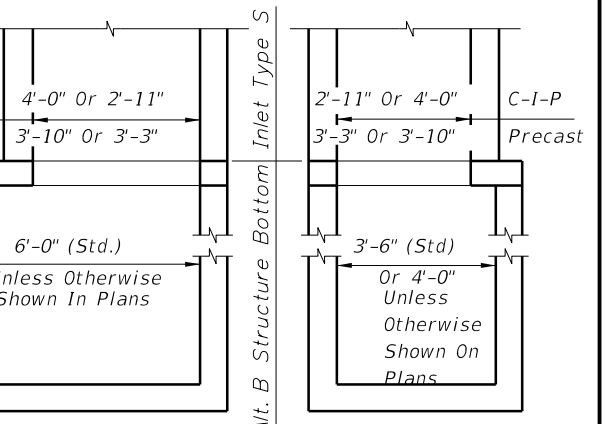 4'-0" Or 2'-11"
3'-10" Or 3'-3"
6'-0" (Std.)
Otherwise
Shown In Plans
Alt. B Structure Bottom Inlet Type S
2'-11" Or 4'-0"
C-I-P
3'-3" Or 3'-10"
Precast
3'-6" (Std)
Or 4'-0"
Unless
Otherwise
Shown On
Plans